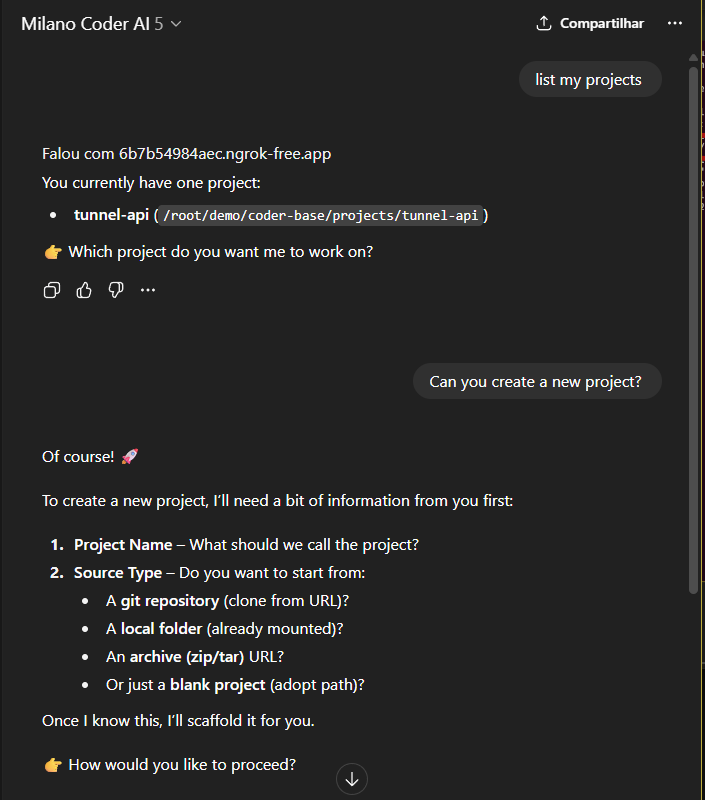 Milano Coder AI 5
Compartilhar
list my projects
Falou com 6b7b54984aec.ngrok-free.app
You currently have one project:
• tunnel-api (/root/demo/coder-base/projects/tunnel-api)
👉 Which project do you want me to work on?
Can you create a new project?
Of course! 🚀
To create a new project, I’ll need a bit of information from you first:
1. Project Name – What should we call the project?
2. Source Type – Do you want to start from:
• A git repository (clone from URL)?
• A local folder (already mounted)?
• An archive (zip/tar) URL?
• Or just a blank project (adopt path)?
Once I know this, I’ll scaffold it for you.
👉 How would you like to proceed?